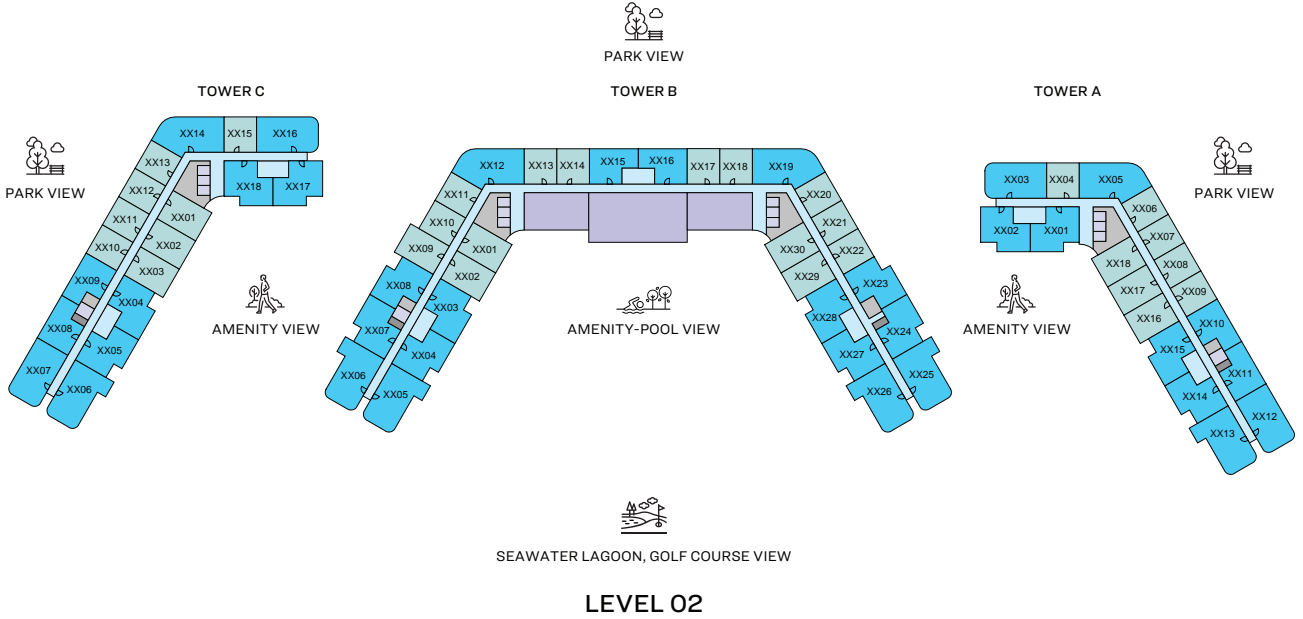 PARK VIEW
TOWER C
TOWER B
TOWER A
PARK VIEW
PARK VIEW
XX14
XX15
XX16
XX13
XX12
XX11
XX10
XX18
XX17
XX01
XX02
XX03
XX09
XX04
XX08
XX05
XX07
XX06
AMENITY VIEW
XX12
XX13
XX14
XX15
XX16
XX17
XX18
XX19
XX11
XX10
XX09
XX01
XX02
XX08
XX03
XX07
XX04
XX06
XX05
XX20
XX21
XX22
XX30
XX29
XX23
XX28
XX24
XX27
XX25
XX26
AMENITY-POOL VIEW
XX03
XX04
XX05
XX02
XX01
XX06
XX07
XX08
XX09
XX18
XX17
XX16
XX10
XX15
XX11
XX14
XX12
XX13
AMENITY VIEW
SEAWATER LAGOON, GOLF COURSE VIEW
LEVEL 02